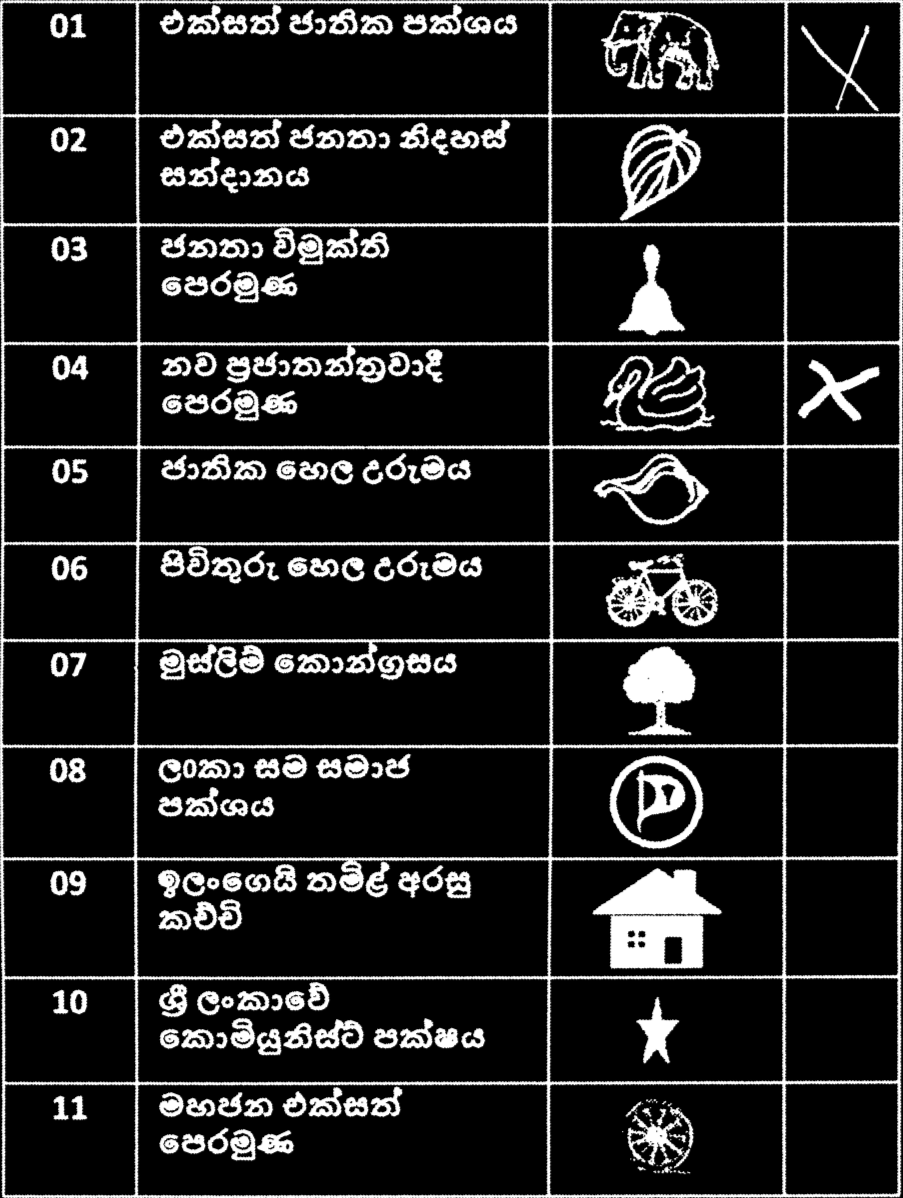 01 එක්සත් ජාතික පක්ශය
02 එක්සත් ජනතා නිදහස්
සන්දානය
03 ජනතා විමුක්ති
පෙරමුණ
04 නව ප්‍රජාතන්ත්‍රවාදී
පෙරමුණ
05 ජාතික හෙල උරුමය
06 පිවිතුරු හෙල උරුමය
07 මුස්ලිම් කොන්ග්‍රසය
08 ල0කා සම සමාජ
පක්ශය
09 ඉලංගෙයි තමිළ් අරසු
කච්චි
10 ශ්‍රී ලංකාවේ
කොමියුනිස්ට් පක්ෂය
11 මහජන එක්සත්
පෙරමුණ